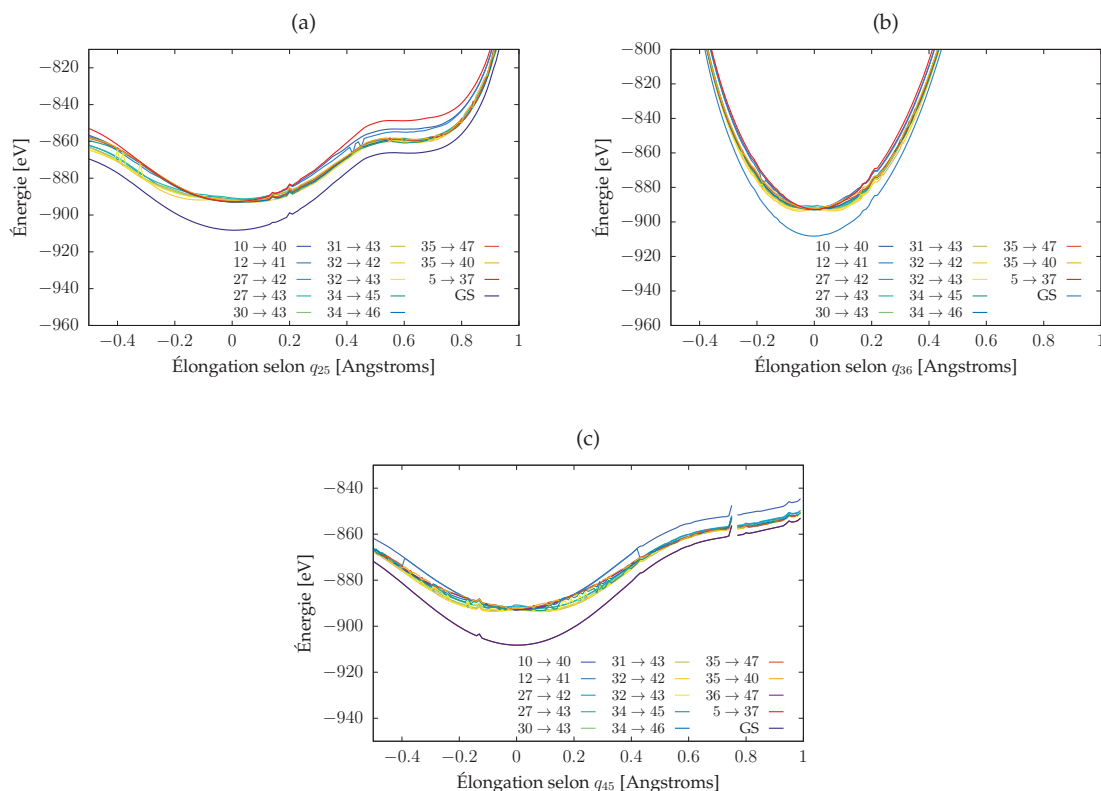 (a)
Énergie [eV]
−820
−840
−860
−880
−900
−920
−940
−960
−0.4 −0.2 0 0.2 0.4 0.6 0.8 1
Élongation selon q25 [Angstroms]
10 → 40 31 → 43 35 → 47
12 → 41 32 → 42 35 → 40
27 → 42 32 → 43 5 → 37
27 → 43 34 → 45 GS
30 → 43 34 → 46
(b)
Énergie [eV]
−800
−820
−840
−860
−880
−900
−920
−940
−960
−0.4 −0.2 0 0.2 0.4 0.6 0.8 1
Élongation selon q36 [Angstroms]
10 → 40 31 → 43 35 → 47
12 → 41 32 → 42 35 → 40
27 → 42 32 → 43 5 → 37
27 → 43 34 → 45 GS
30 → 43 34 → 46
(c)
Énergie [eV]
−840
−860
−880
−900
−920
−940
−0.4 −0.2 0 0.2 0.4 0.6 0.8 1
Élongation selon q45 [Angstroms]
10 → 40 31 → 43 35 → 47
12 → 41 32 → 42 35 → 40
27 → 42 32 → 43 36 → 47
27 → 43 34 → 45 5 → 37
30 → 43 34 → 46 GS